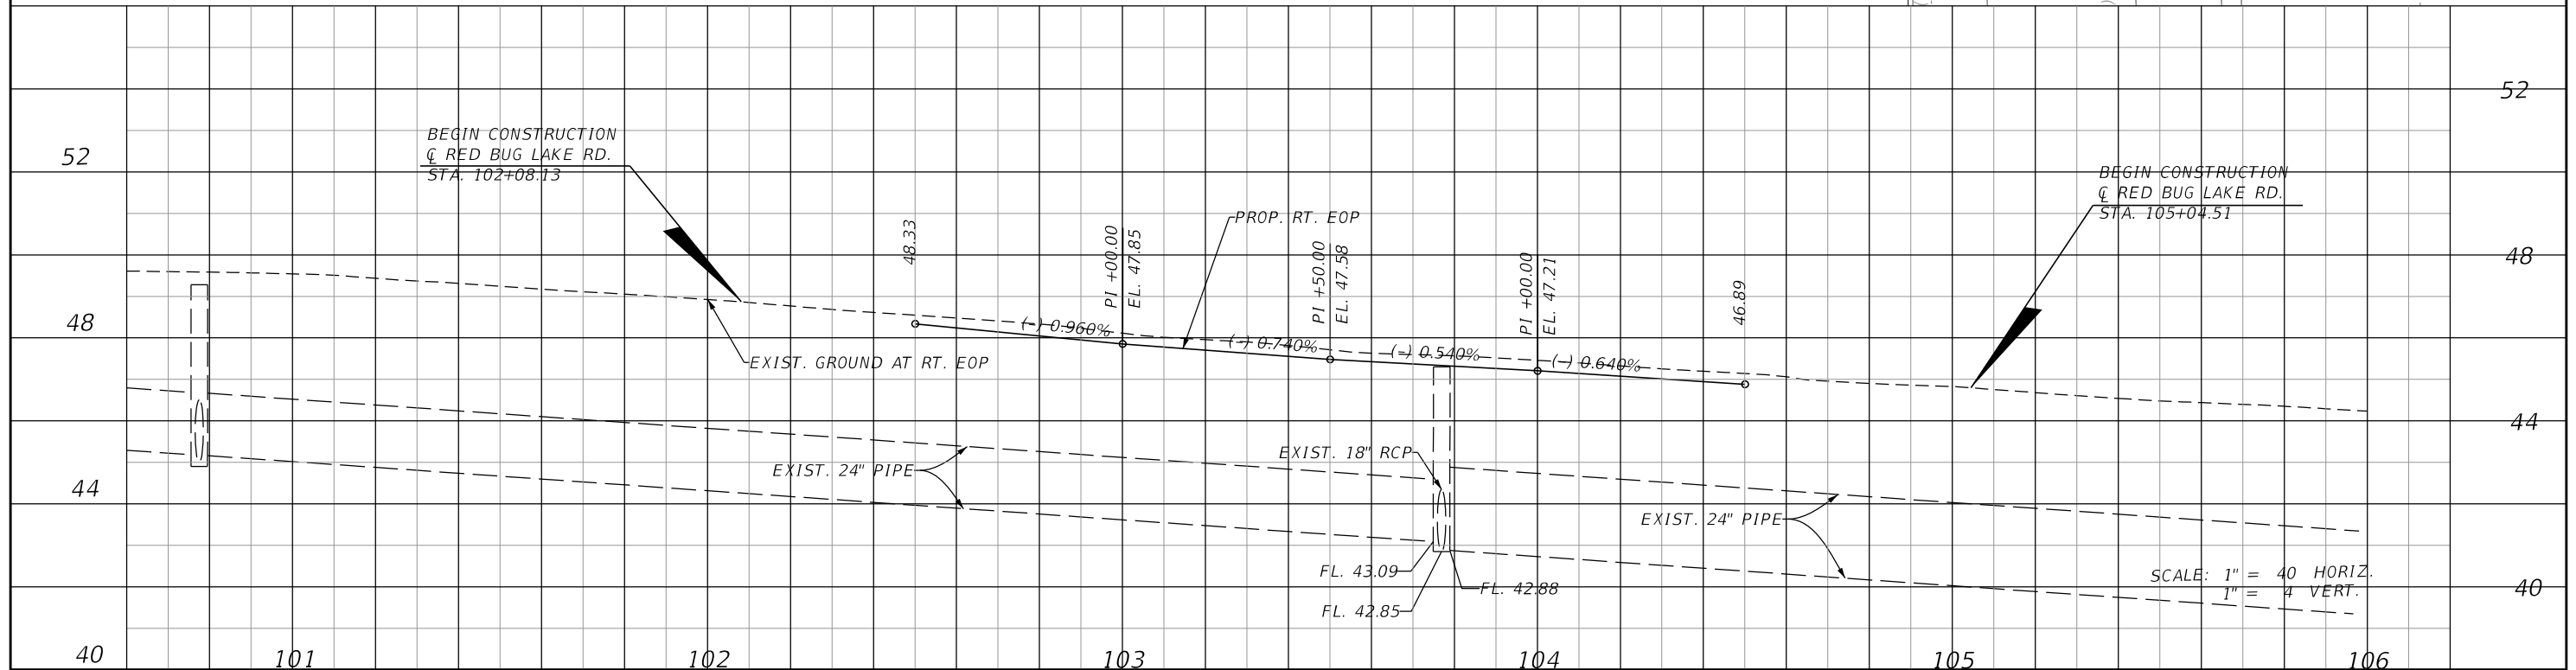 52
52
BEGIN CONSTRUCTION
℄ RED BUG LAKE RD.
STA. 102+08.13
BEGIN CONSTRUCTION
℄ RED BUG LAKE RD.
STA. 105+04.51
48.33
PI +00.00
EL. 47.85
PROP. RT. EOP
PI +50.00
EL. 47.58
PI +00.00
EL. 47.21
46.89
48
48
(-) 0.960%
(-) 0.740%
(-) 0.540%
(-) 0.640%
EXIST. GROUND AT RT. EOP
44
44
EXIST. 24" PIPE
EXIST. 18" RCP
EXIST. 24" PIPE
FL. 43.09
FL. 42.88
FL. 42.85
SCALE: 1" = 40 HORIZ.
1" = 4 VERT.
40
40
101
102
103
104
105
106